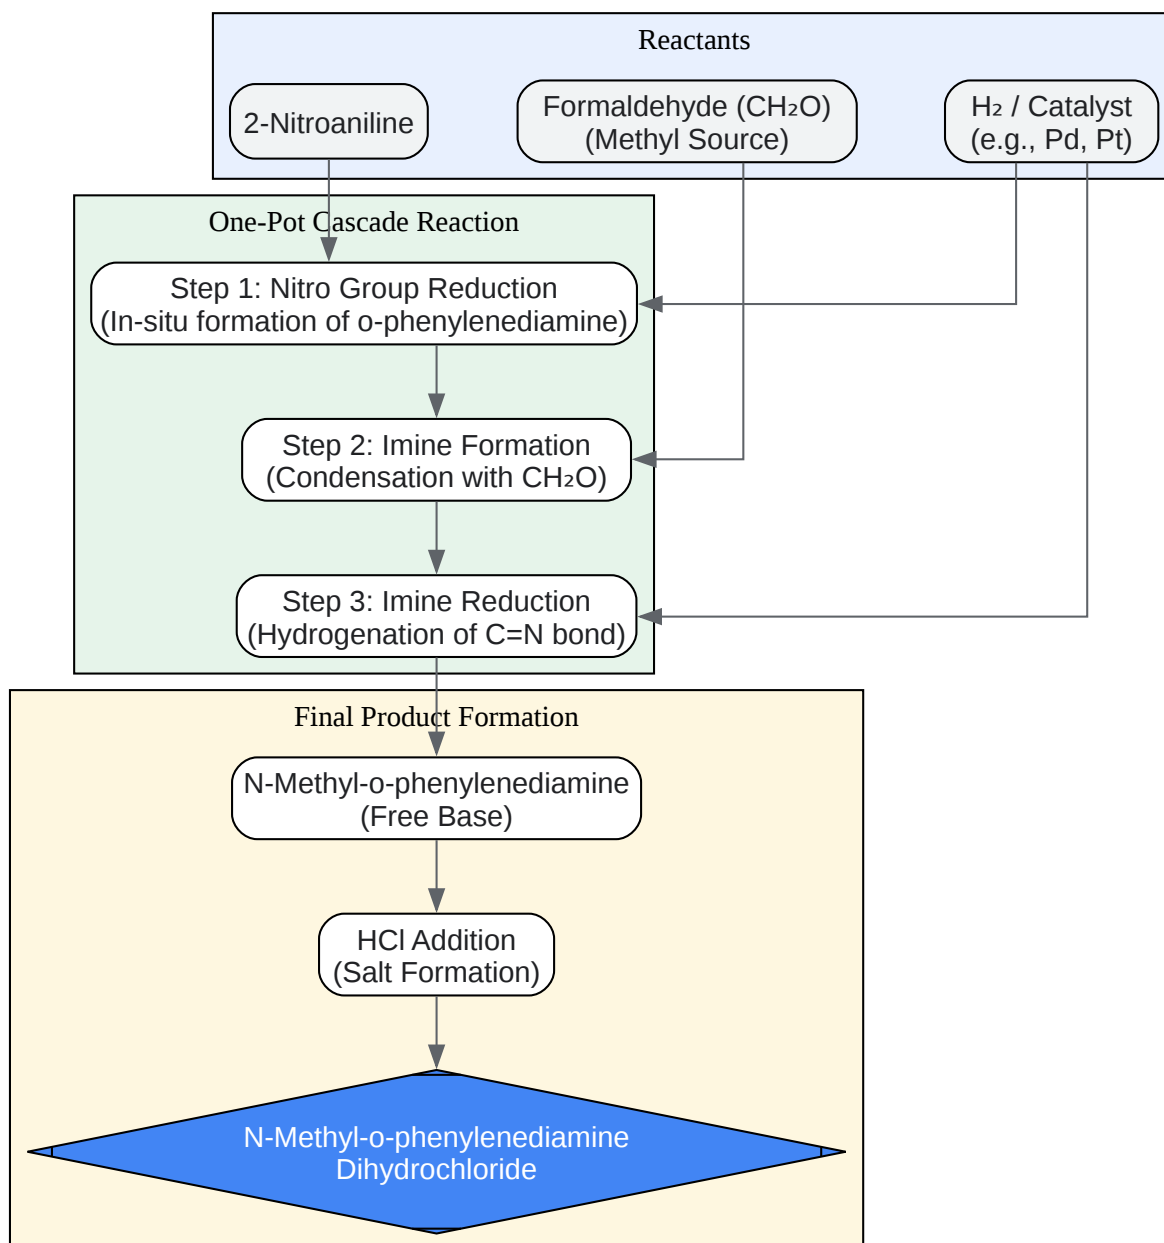 Reactants
2-Nitroaniline
Formaldehyde (CH₂O)
(Methyl Source)
H₂ / Catalyst
(e.g., Pd, Pt)
One-Pot Cascade Reaction
Step 1: Nitro Group Reduction
(In-situ formation of o-phenylenediamine)
Step 2: Imine Formation
(Condensation with CH₂O)
Step 3: Imine Reduction
(Hydrogenation of C=N bond)
Final Product Formation
N-Methyl-o-phenylenediamine
(Free Base)
HCl Addition
(Salt Formation)
N-Methyl-o-phenylenediamine
Dihydrochloride